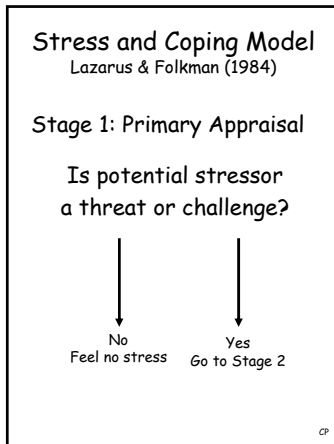 Stress and Coping Model
Lazarus & Folkman (1984)
Stage 1: Primary Appraisal
Is potential stressor
a threat or challenge?
No
Feel no stress
Yes
Go to Stage 2
CP